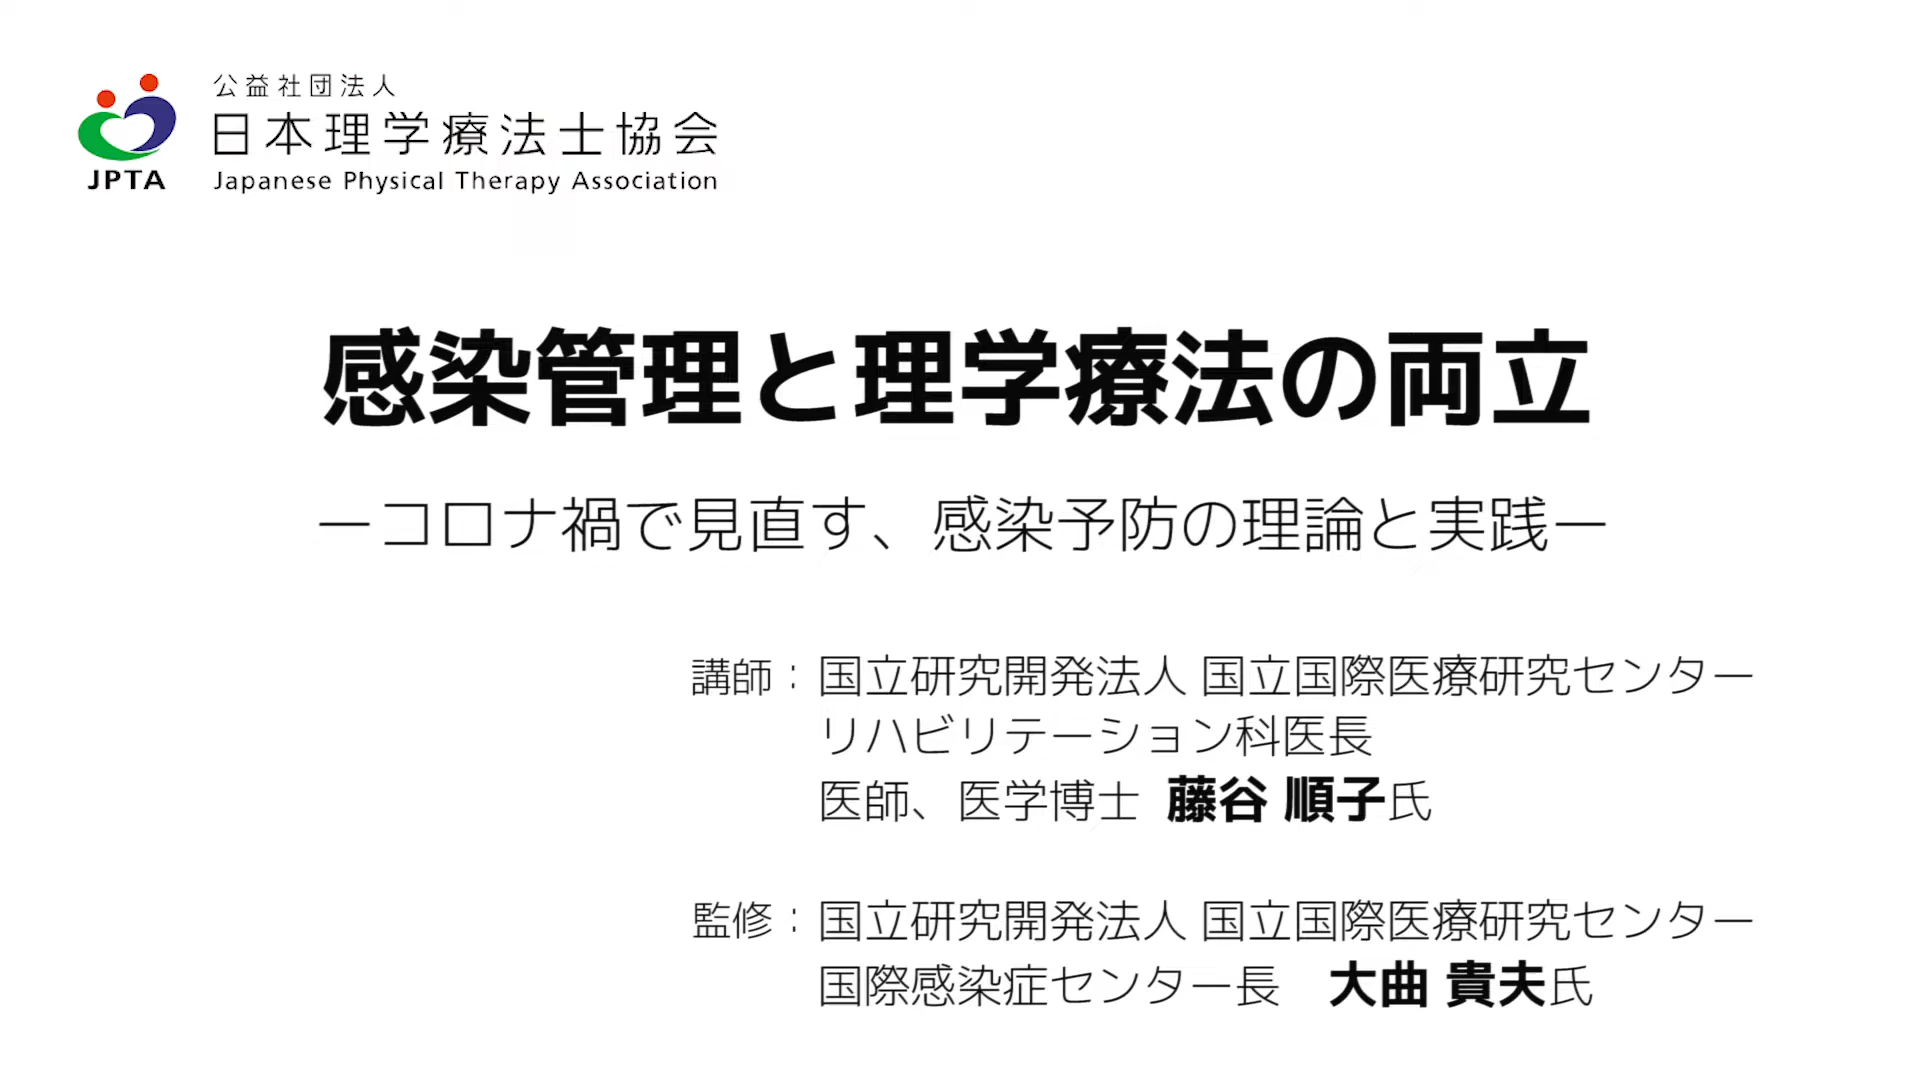 公益社団法人
日本理学療法士協会
JPTA
Japanese Physical Therapy Association
感染管理と理学療法の両立
ーコロナ禍で見直す、感染予防の理論と実践ー
講師：国立研究開発法人 国立国際医療研究センター
リハビリテーション科医長
医師、医学博士 藤谷 順子氏
監修：国立研究開発法人 国立国際医療研究センター
国際感染症センター長　大曲 貴夫氏